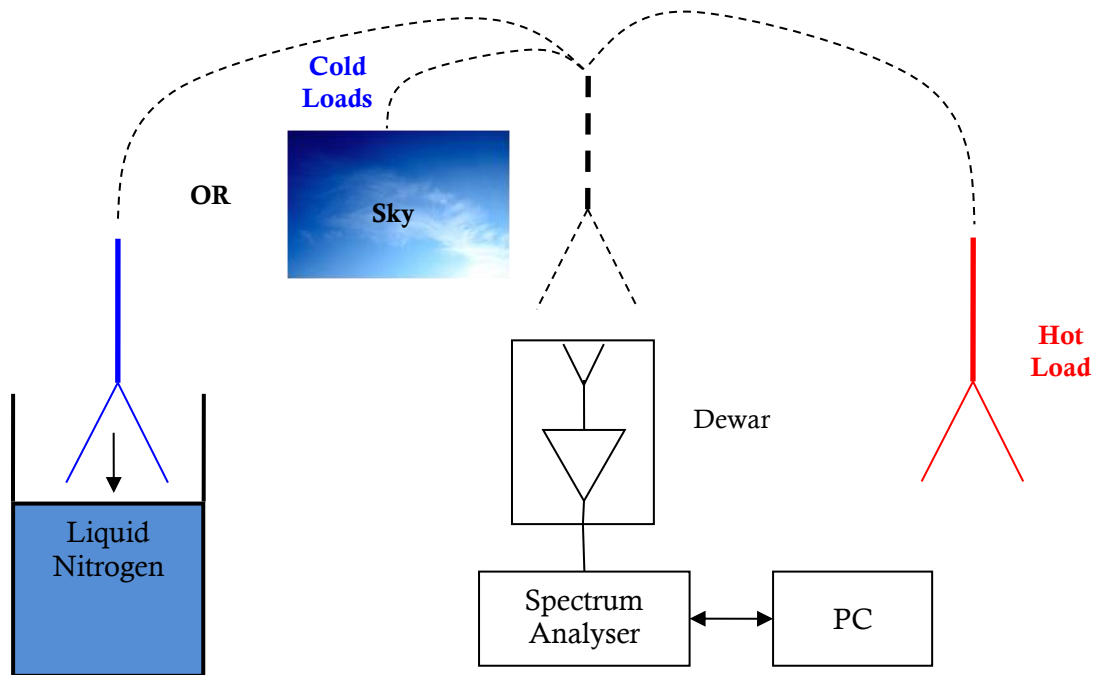 Cold
Loads
OR
Sky
Hot
Load
Dewar
Liquid
Nitrogen
Spectrum
Analyser
PC